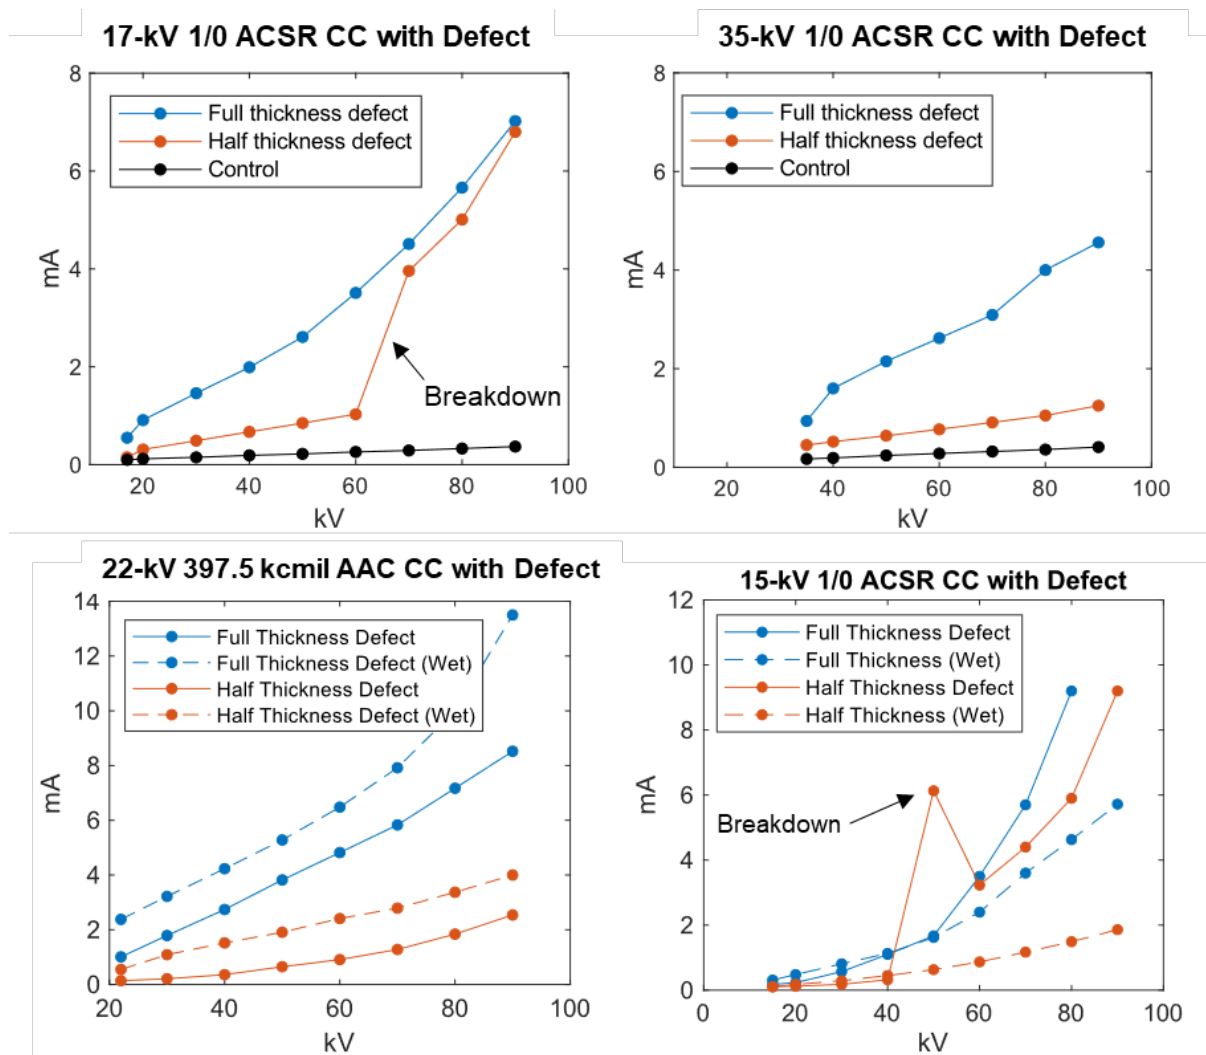 17-kV 1/0 ACSR CC with Defect
8
6
4
2
0
mA
Full thickness defect
Half thickness defect
Control
Breakdown
20
40
60
80
100
kV
35-kV 1/0 ACSR CC with Defect
8
6
4
2
0
mA
Full thickness defect
Half thickness defect
Control
20
40
60
80
100
kV
22-kV 397.5 kcmil AAC CC with Defect
14
12
10
8
6
4
2
0
mA
Full Thickness Defect
Full Thickness Defect (Wet)
Half Thickness Defect
Half Thickness Defect (Wet)
20
40
60
80
100
kV
15-kV 1/0 ACSR CC with Defect
12
10
8
6
4
2
0
mA
Full Thickness Defect
Full Thickness (Wet)
Half Thickness Defect
Half Thickness (Wet)
Breakdown
0
20
40
60
80
100
kV